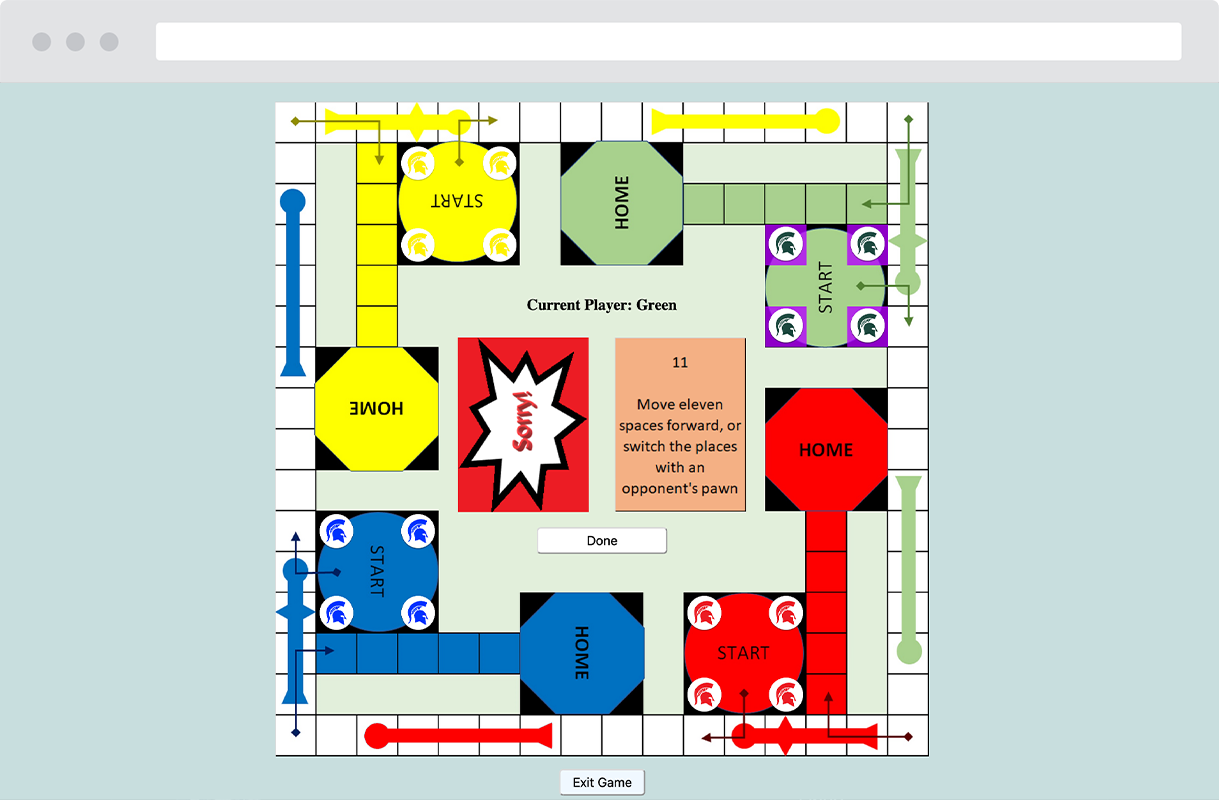 START
HOME
START
Current Player: Green
HOME
Sorry!
11
Move eleven
spaces forward, or
switch the places
with an
opponent's pawn
HOME
Done
START
HOME
START
Exit Game